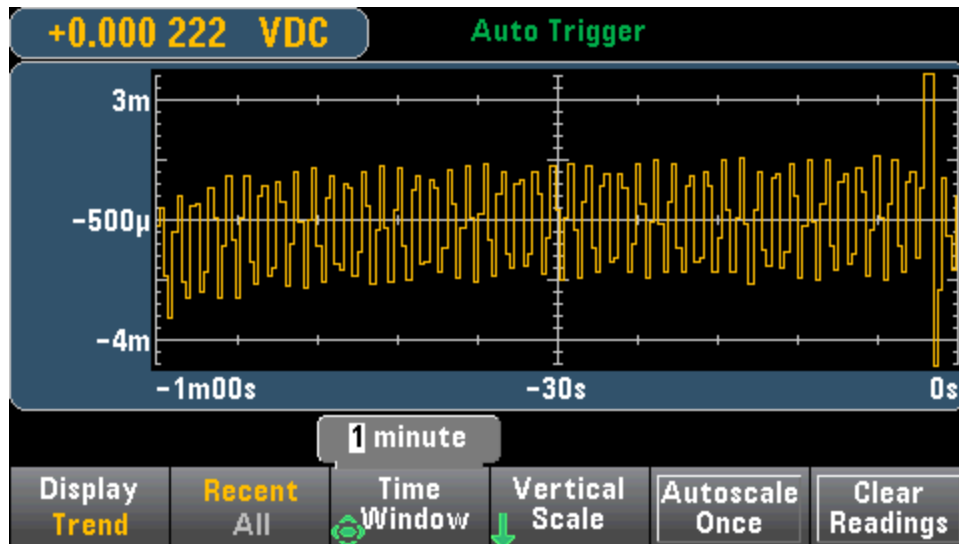 +0.000 222 VDC
Auto Trigger
3m
-500µ
-4m
-1m00s
-30s
0s
1 minute
Display
Trend
Recent
All
Time
Window
Vertical
Scale
Autoscale
Once
Clear
Readings